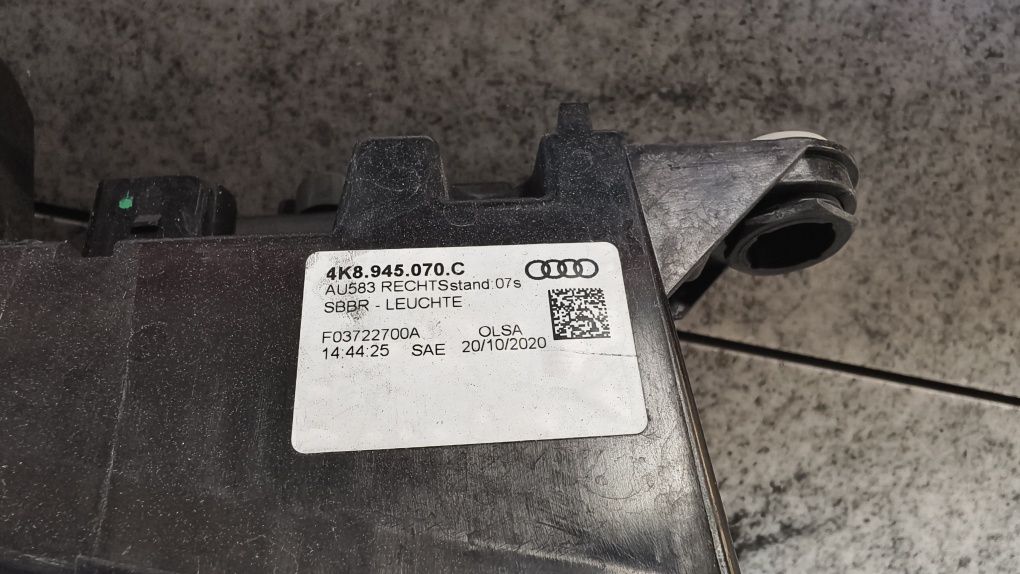 4K8.945.070.C
AU583 RECHTSstand:07s
SBBR - LEUCHTE
F03722700A OLSA
14:44:25 SAE 20/10/2020